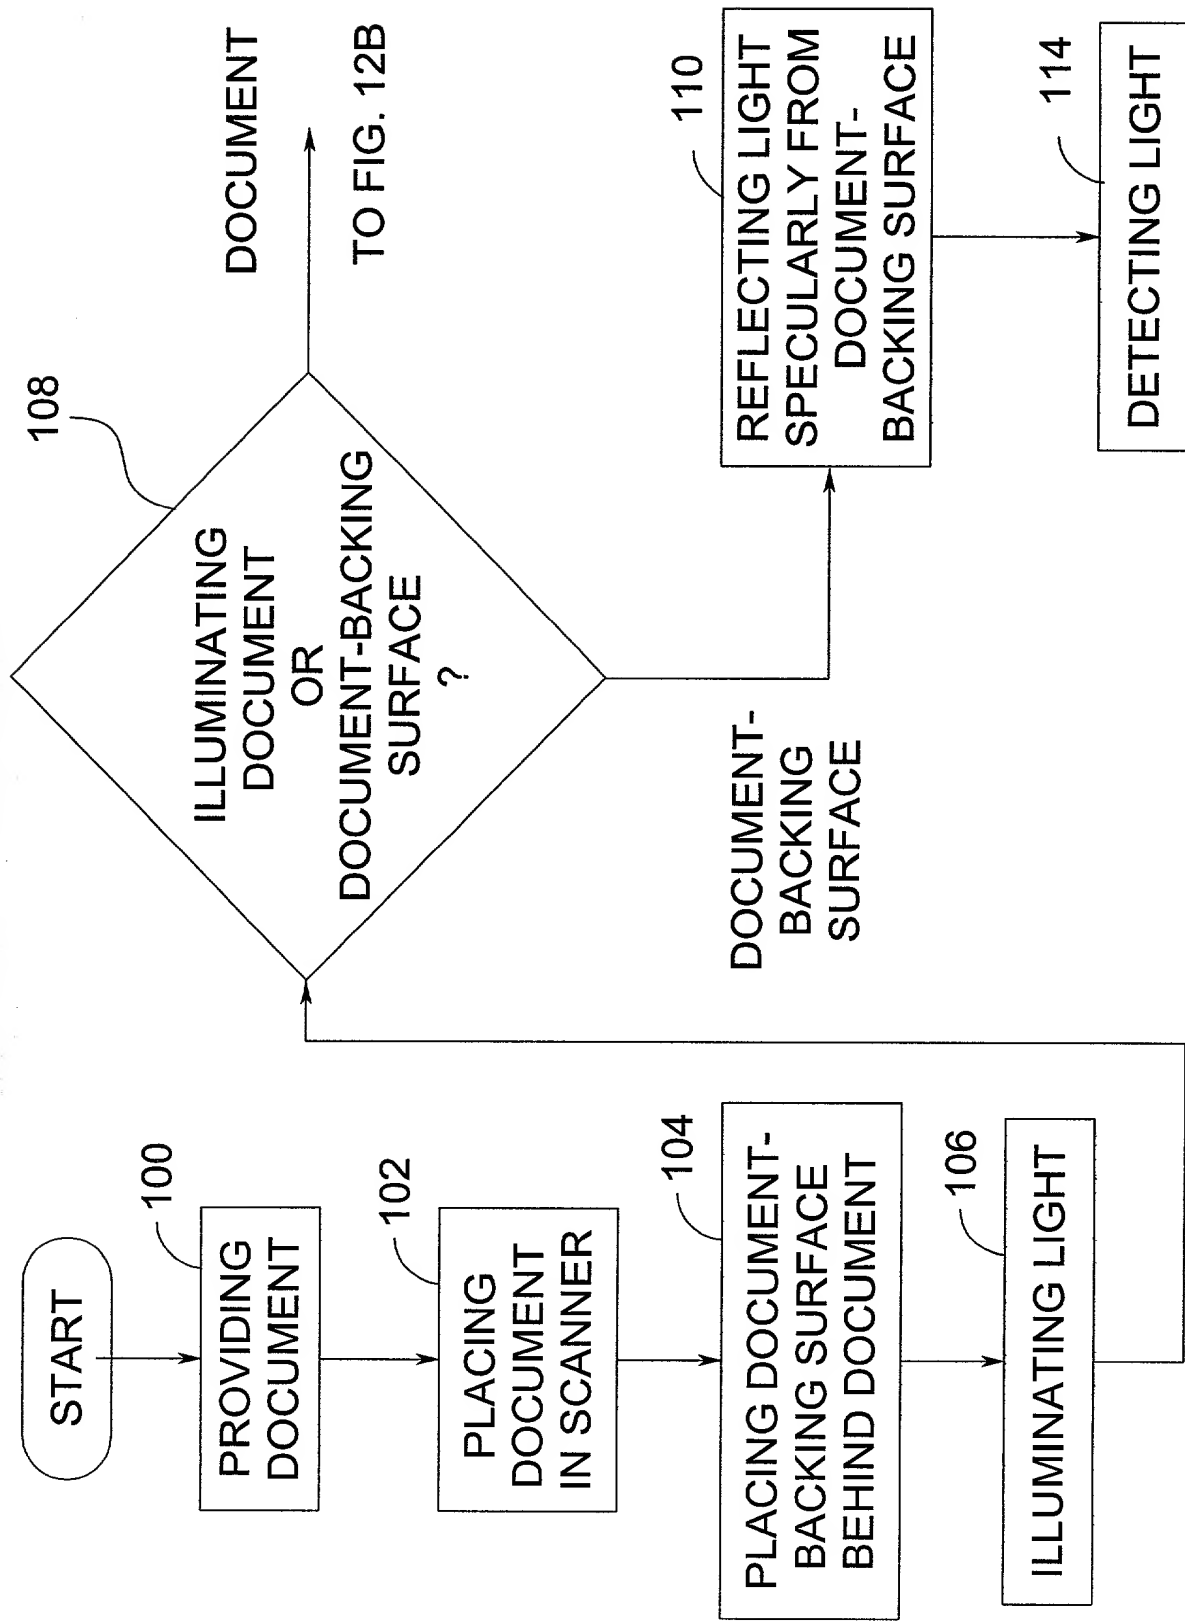 START
100
PROVIDING
DOCUMENT
102
PLACING
DOCUMENT
IN SCANNER
104
PLACING DOCUMENT-
BACKING SURFACE
BEHIND DOCUMENT
106
ILLUMINATING LIGHT
108
ILLUMINATING
DOCUMENT
OR
DOCUMENT-BACKING
SURFACE
?
DOCUMENT
TO FIG. 12B
DOCUMENT-
BACKING
SURFACE
110
REFLECTING LIGHT
SPECULARLY FROM
DOCUMENT-
BACKING SURFACE
114
DETECTING LIGHT